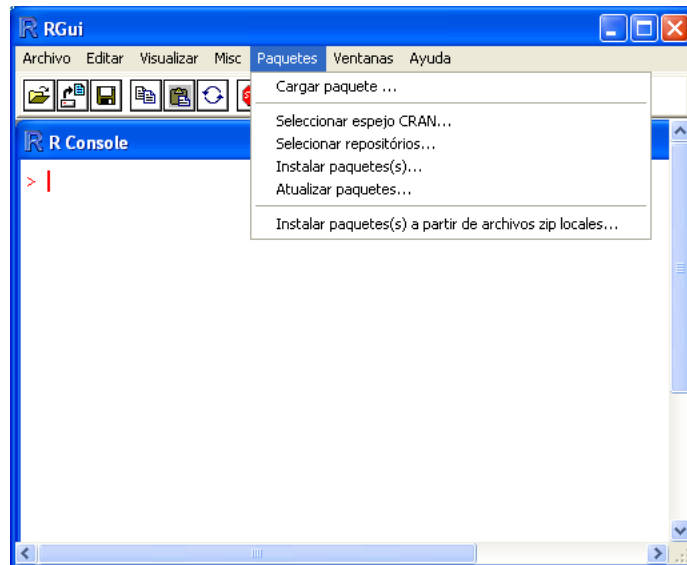 RGui
Archivo Editar Visualizar Misc Paquetes Ventanas Ayuda
Cargar paquete ...
Seleccionar espejo CRAN...
Selecionar repositórios...
Instalar paquetes(s)...
Atualizar paquetes...
Instalar paquetes(s) a partir de archivos zip locales...
R Console
>